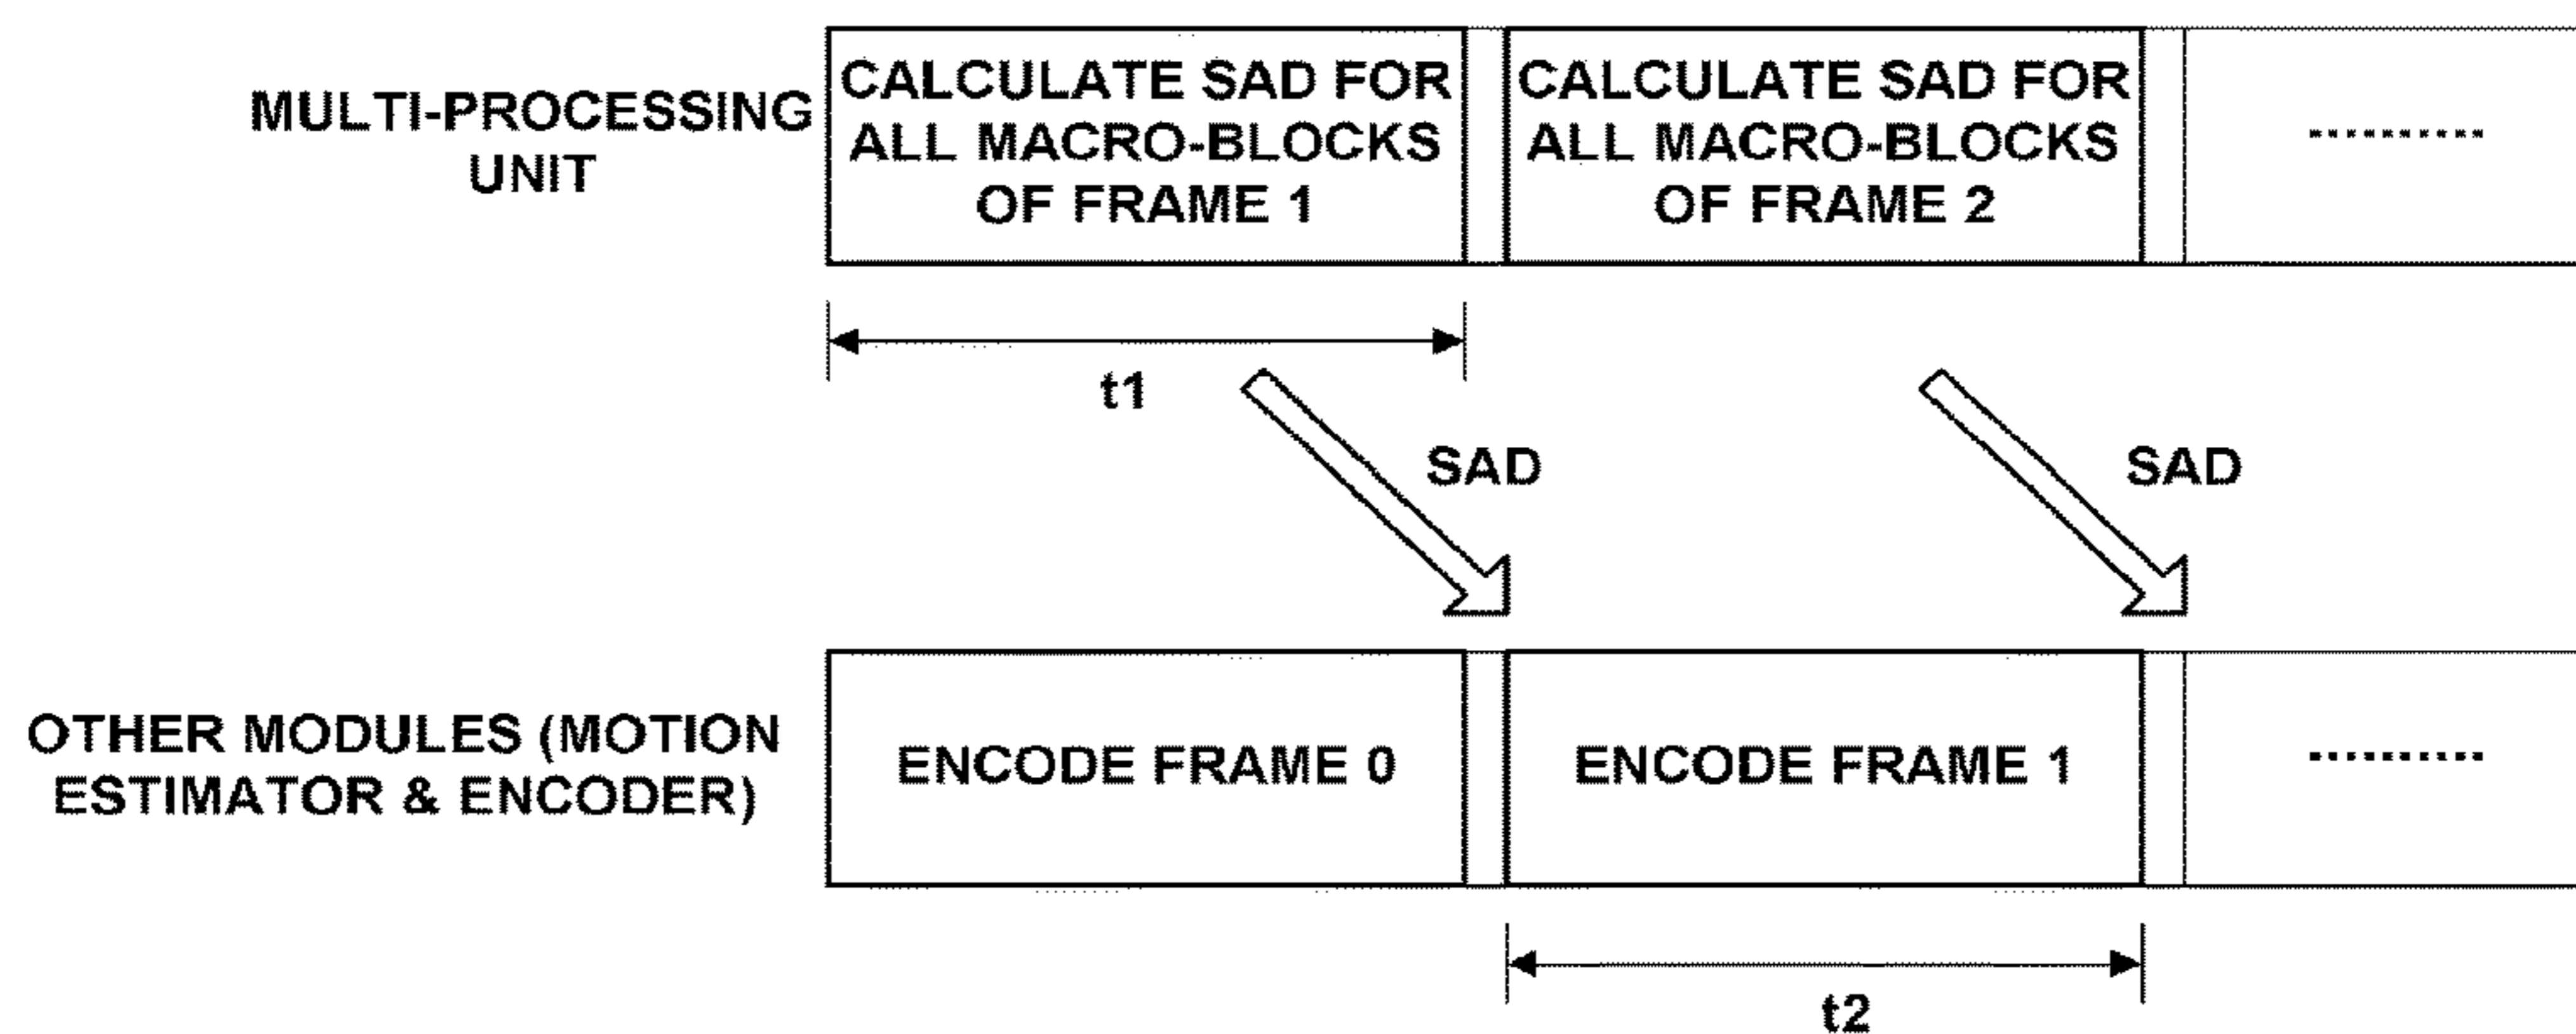 MULTI-PROCESSING
UNIT
CALCULATE SAD FOR
ALL MACRO-BLOCKS
OF FRAME 1
CALCULATE SAD FOR
ALL MACRO-BLOCKS
OF FRAME 2
..........
t1
SAD
SAD
OTHER MODULES (MOTION
ESTIMATOR & ENCODER)
ENCODE FRAME 0
ENCODE FRAME 1
..........
t2